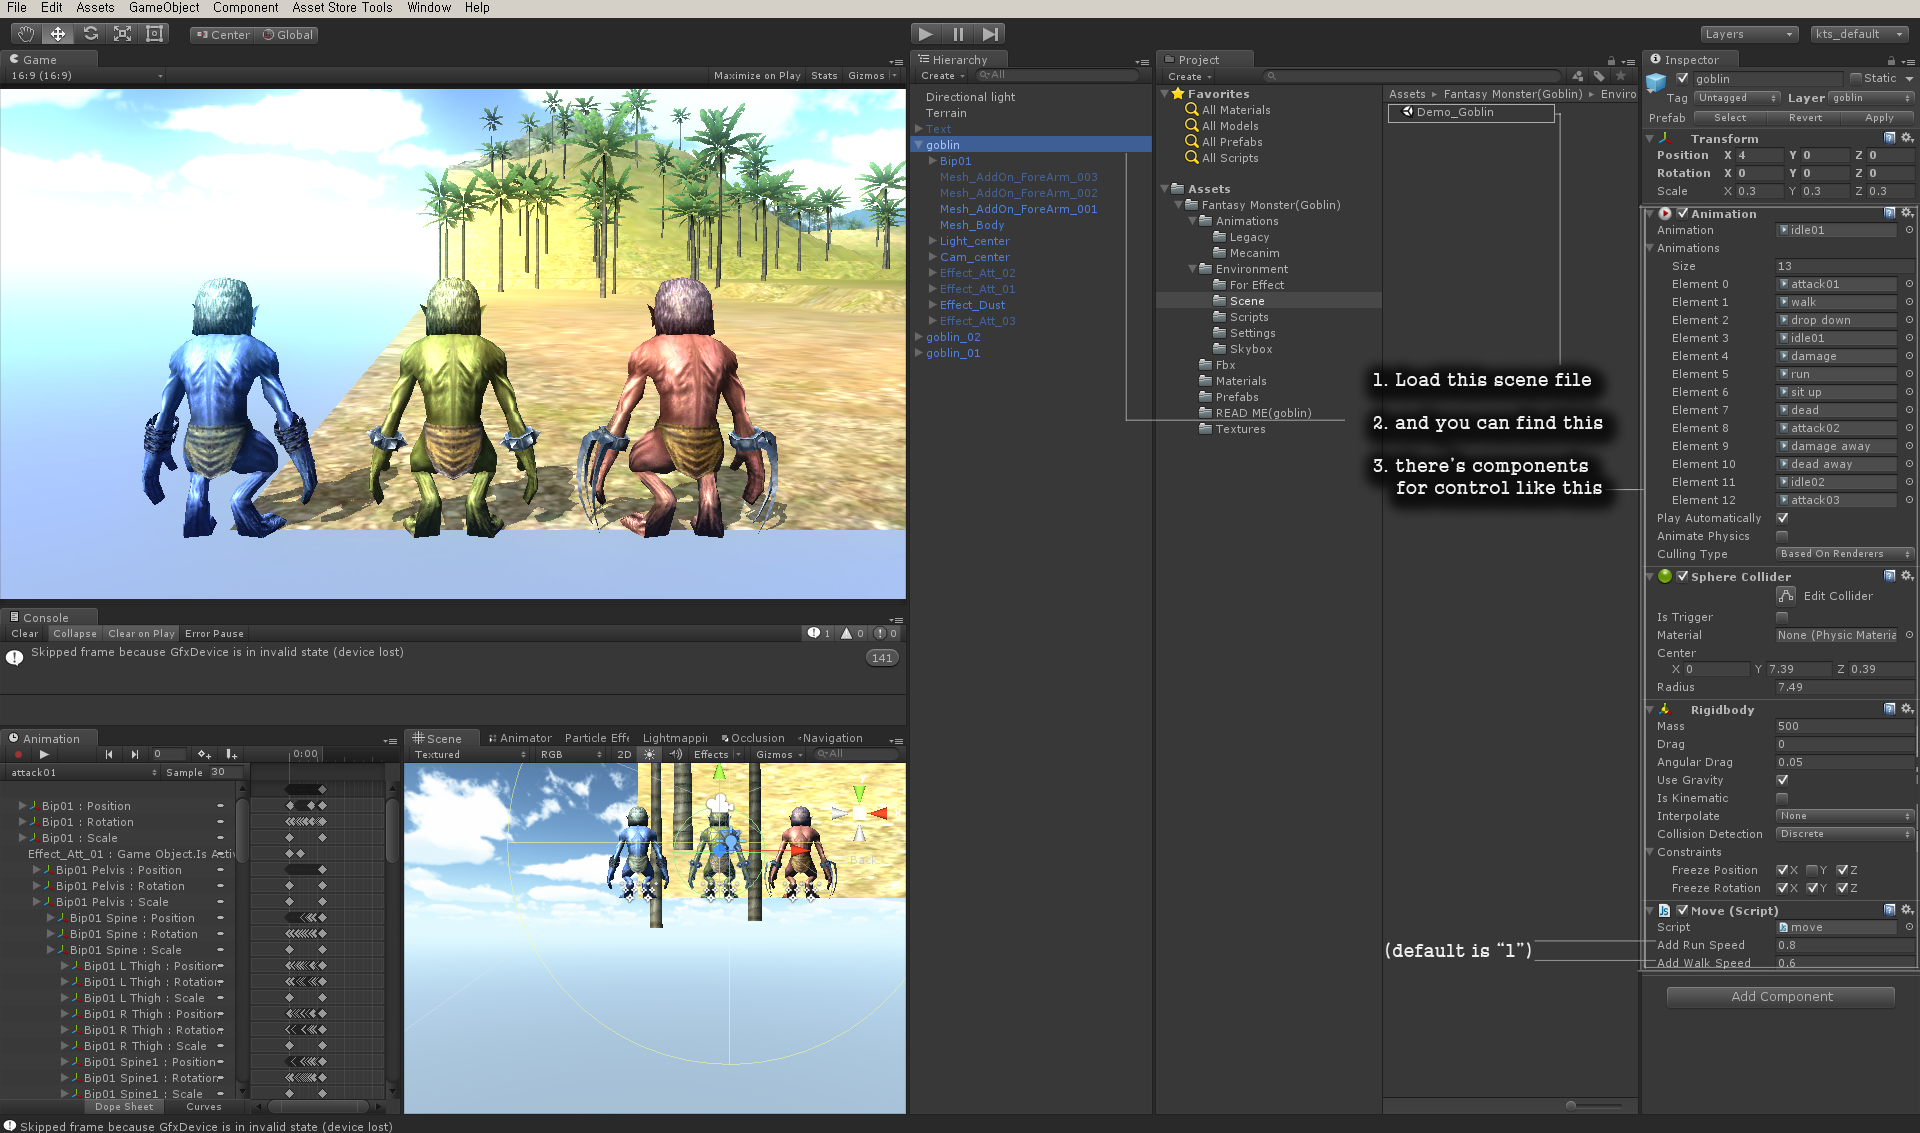 File Edit Assets GameObject Component Asset Store Tools Window Help
Center Global
Layers kts_default
Game
16:9 (16:9)
Maximize on Play Stats Gizmos
Console
Clear Collapse Clear on Play Error Pause 1 0 0
Skipped frame because GfxDevice is in invalid state (device lost) 141
Animation
0 0:00
attack01 Sample 30
Bip01 : Position
Bip01 : Rotation
Bip01 : Scale
Effect_Att_01 : Game Object.Is Activ
Bip01 Pelvis : Position
Bip01 Pelvis : Rotation
Bip01 Pelvis : Scale
Bip01 Spine : Position
Bip01 Spine : Rotation
Bip01 Spine : Scale
Bip01 L Thigh : Position
Bip01 L Thigh : Rotation
Bip01 L Thigh : Scale
Bip01 R Thigh : Position
Bip01 R Thigh : Rotation
Bip01 R Thigh : Scale
Bip01 Spine1 : Position
Bip01 Spine1 : Rotation
Bip01 Spine1 : Scale
Dope Sheet Curves
Skipped frame because GfxDevice is in invalid state (device lost)
Scene Animator Particle Effe Lightmappi Occlusion Navigation
Textured RGB 2D Effects Gizmos All
Back
Hierarchy
Create All
Directional light
Terrain
Text
goblin
Bip01
Mesh_AddOn_ForeArm_003
Mesh_AddOn_ForeArm_002
Mesh_AddOn_ForeArm_001
Mesh_Body
Light_center
Cam_center
Effect_Att_02
Effect_Att_01
Effect_Dust
Effect_Att_03
goblin_02
goblin_01
Project
Create
Favorites
All Materials
All Models
All Prefabs
All Scripts
Assets
Fantasy Monster(Goblin)
Animations
Legacy
Mecanim
Environment
For Effect
Scene
Scripts
Settings
Skybox
Fbx
Materials
Prefabs
READ ME(goblin)
Textures
Assets Fantasy Monster(Goblin) Enviro
Demo_Goblin
1. Load this scene file
2. and you can find this
3. there's components
for control like this
(default is "1")
Inspector
goblin Static
Tag Untagged Layer goblin
Prefab Select Revert Apply
Transform
Position X 4 Y 0 Z 0
Rotation X 0 Y 0 Z 0
Scale X 0.3 Y 0.3 Z 0.3
Animation
Animation idle01
Animations
Size 13
Element 0 attack01
Element 1 walk
Element 2 drop down
Element 3 idle01
Element 4 damage
Element 5 run
Element 6 sit up
Element 7 dead
Element 8 attack02
Element 9 damage away
Element 10 dead away
Element 11 idle02
Element 12 attack03
Play Automatically
Animate Physics
Culling Type Based On Renderers
Sphere Collider
Edit Collider
Is Trigger
Material None (Physic Materia
Center
X 0 Y 7.39 Z 0.39
Radius 7.49
Rigidbody
Mass 500
Drag 0
Angular Drag 0.05
Use Gravity
Is Kinematic
Interpolate None
Collision Detection Discrete
Constraints
Freeze Position X Y Z
Freeze Rotation X Y Z
Move (Script)
Script move
Add Run Speed 0.8
Add Walk Speed 0.6
Add Component